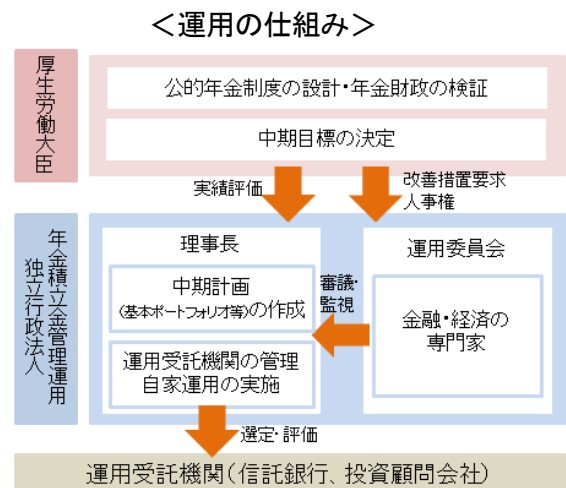 ＜運用の仕組み＞
厚生労働大臣
公的年金制度の設計・年金財政の検証
中期目標の決定
実績評価
改善措置要求
人事権
年金積立金管理運用
独立行政法人
理事長
中期計画
(基本ポートフォリオ等)の作成
運用受託機関の管理
自家運用の実施
審議・
監視
運用委員会
金融・経済の
専門家
選定・評価
運用受託機関（信託銀行、投資顧問会社）